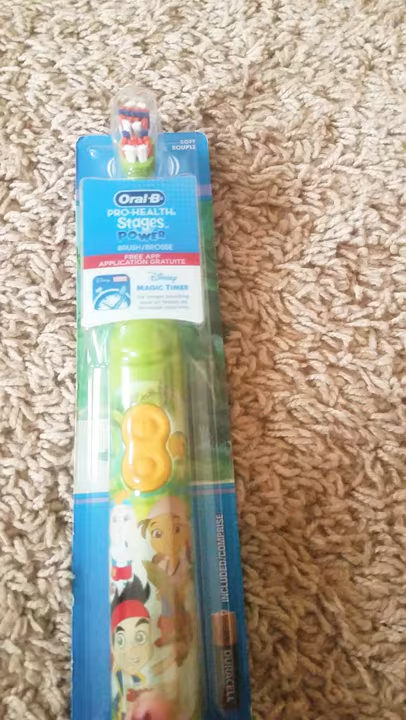 SOFT
SOUPLE
Oral-B
PRO-HEALTH
Stages
POWER
BRUSH/BROSSE
FREE APP
APPLICATION GRATUITE
Disney
MAGIC TIMER
INCLUDED/COMPRISE
DURACELL